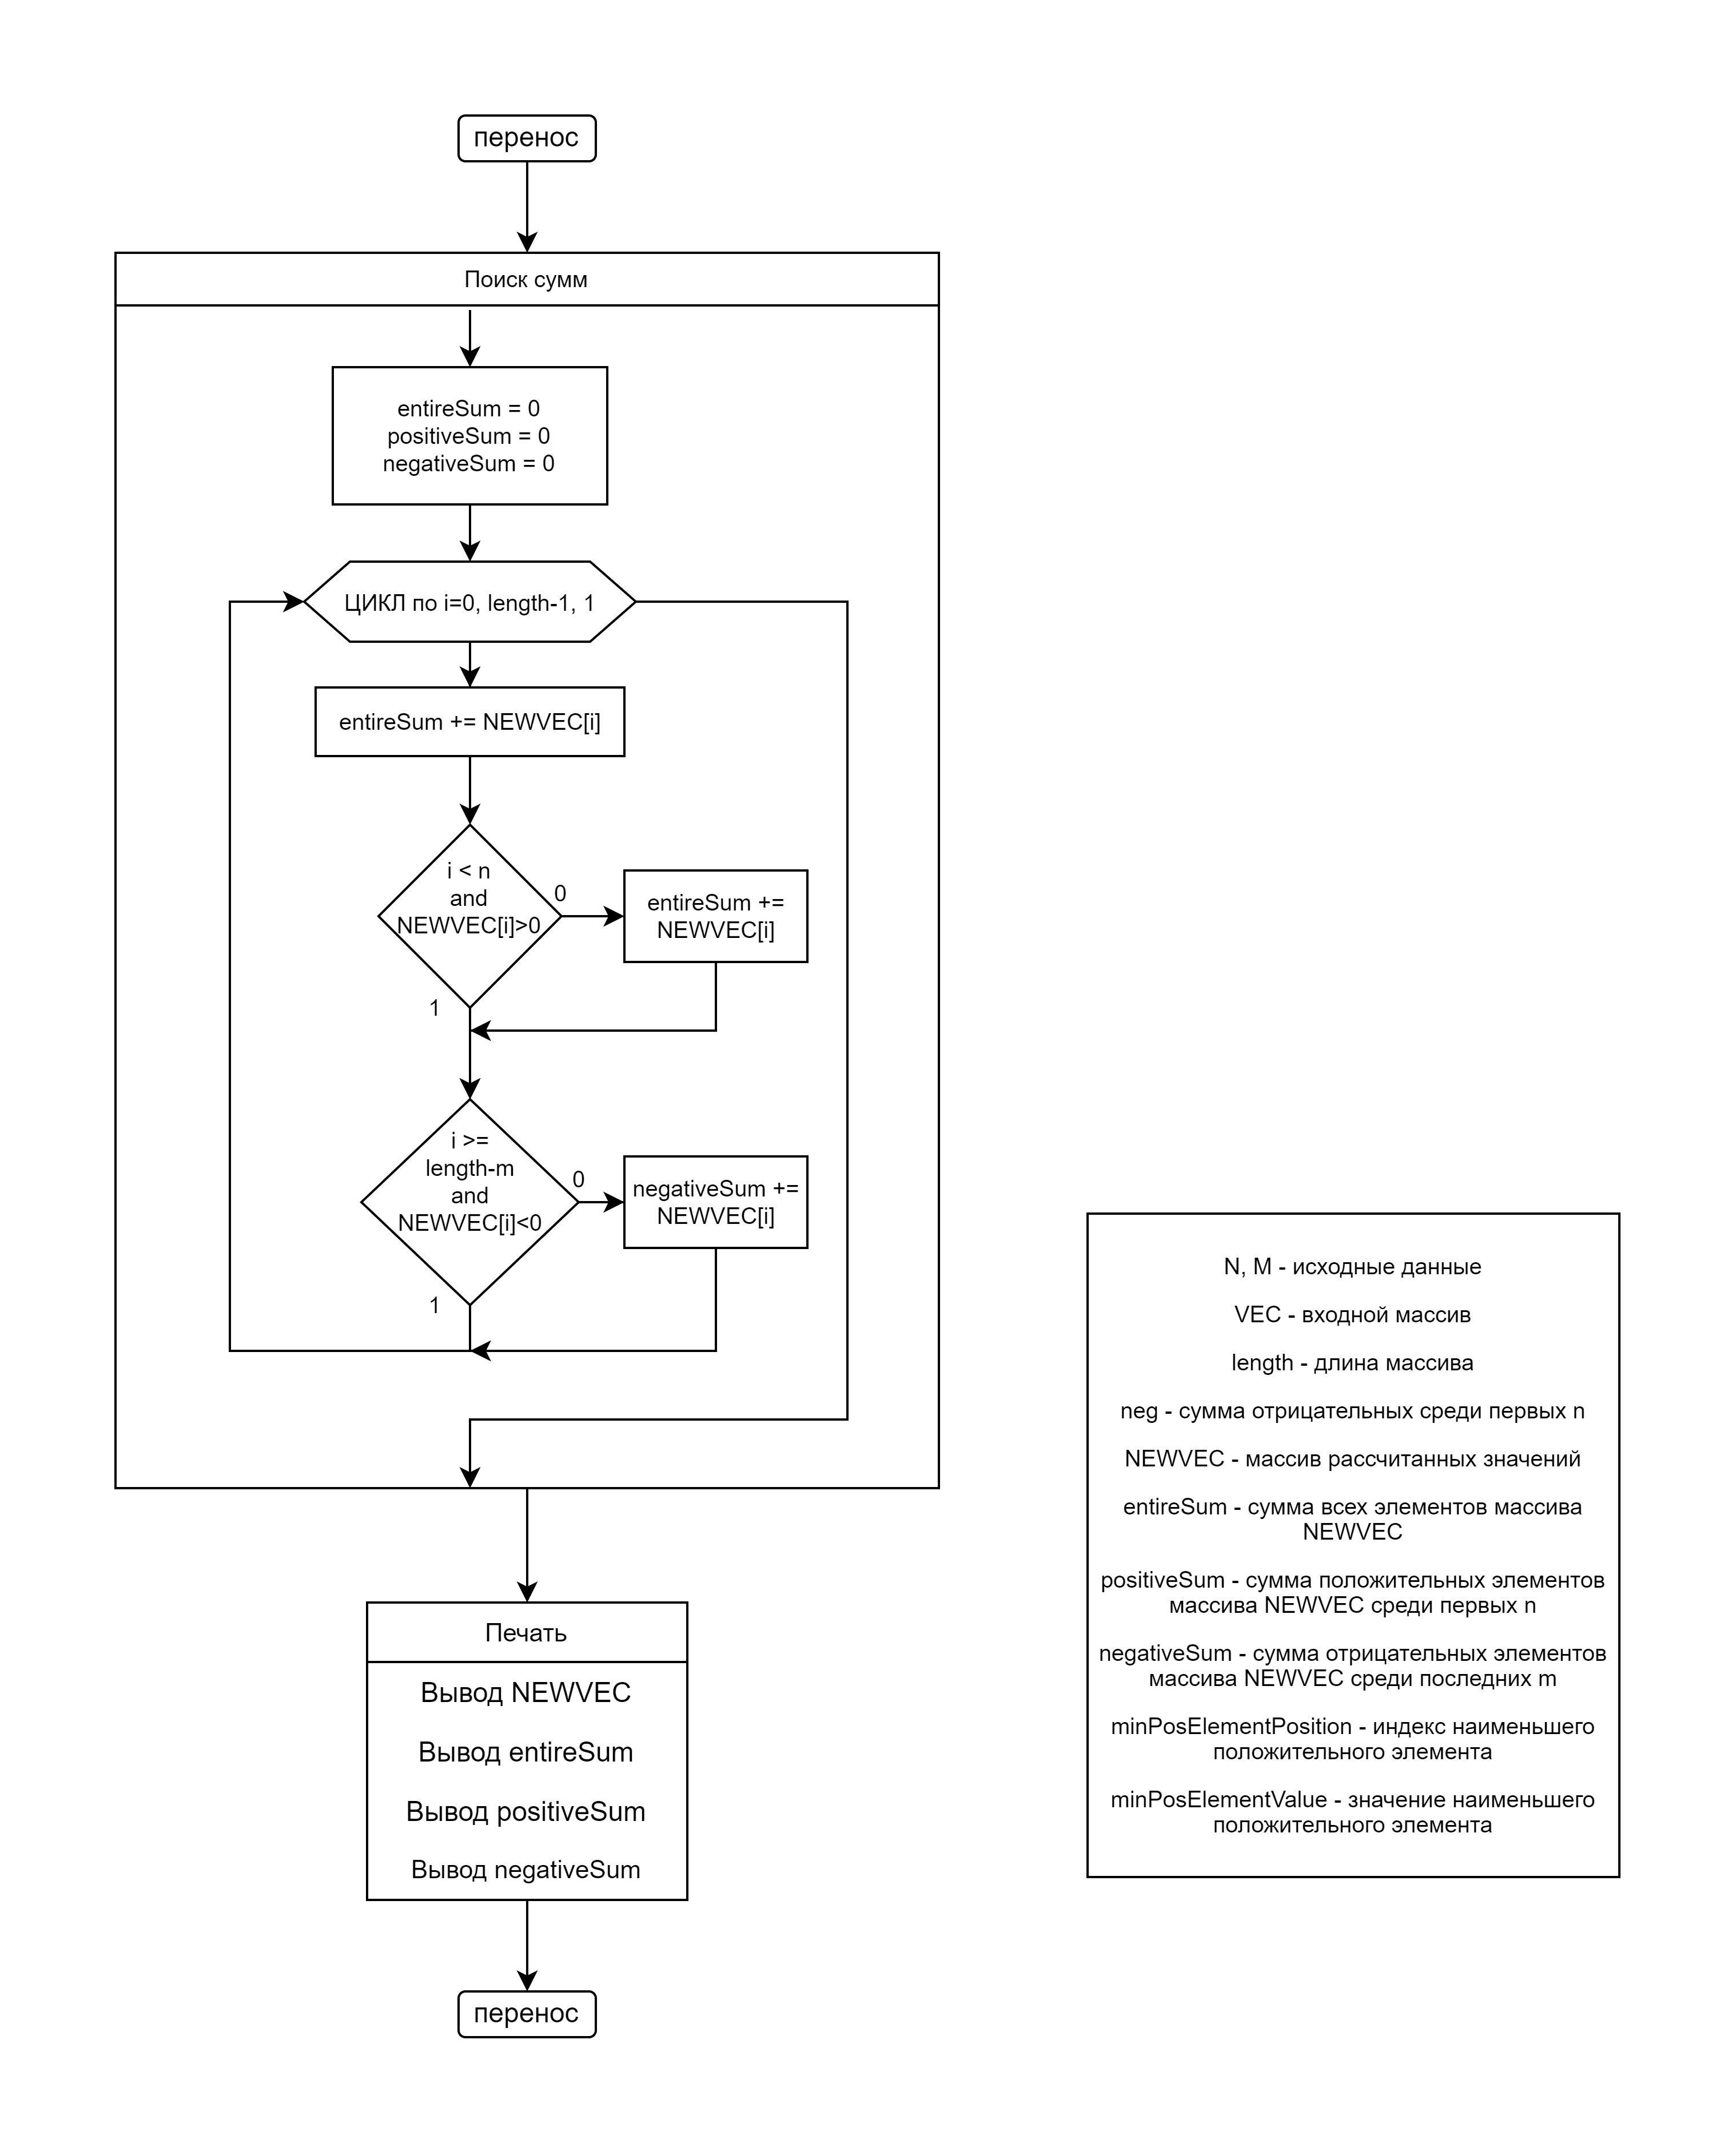 перенос
Поиск сумм
entireSum = 0
positiveSum = 0
negativeSum = 0
ЦИКЛ по i=0, length-1, 1
entireSum += NEWVEC[i]
i < n
and
NEWVEC[i]>0
0
entireSum +=
NEWVEC[i]
1
i >=
length-m
and
NEWVEC[i]<0
0
negativeSum +=
NEWVEC[i]
1
Печать
Вывод NEWVEC
Вывод entireSum
Вывод positiveSum
Вывод negativeSum
перенос
N, M - исходные данные
VEC - входной массив
length - длина массива
neg - сумма отрицательных среди первых n
NEWVEC - массив рассчитанных значений
entireSum - сумма всех элементов массива
NEWVEC
positiveSum - сумма положительных элементов
массива NEWVEC среди первых n
negativeSum - сумма отрицательных элементов
массива NEWVEC среди последних m
minPosElementPosition - индекс наименьшего
положительного элемента
minPosElementValue - значение наименьшего
положительного элемента